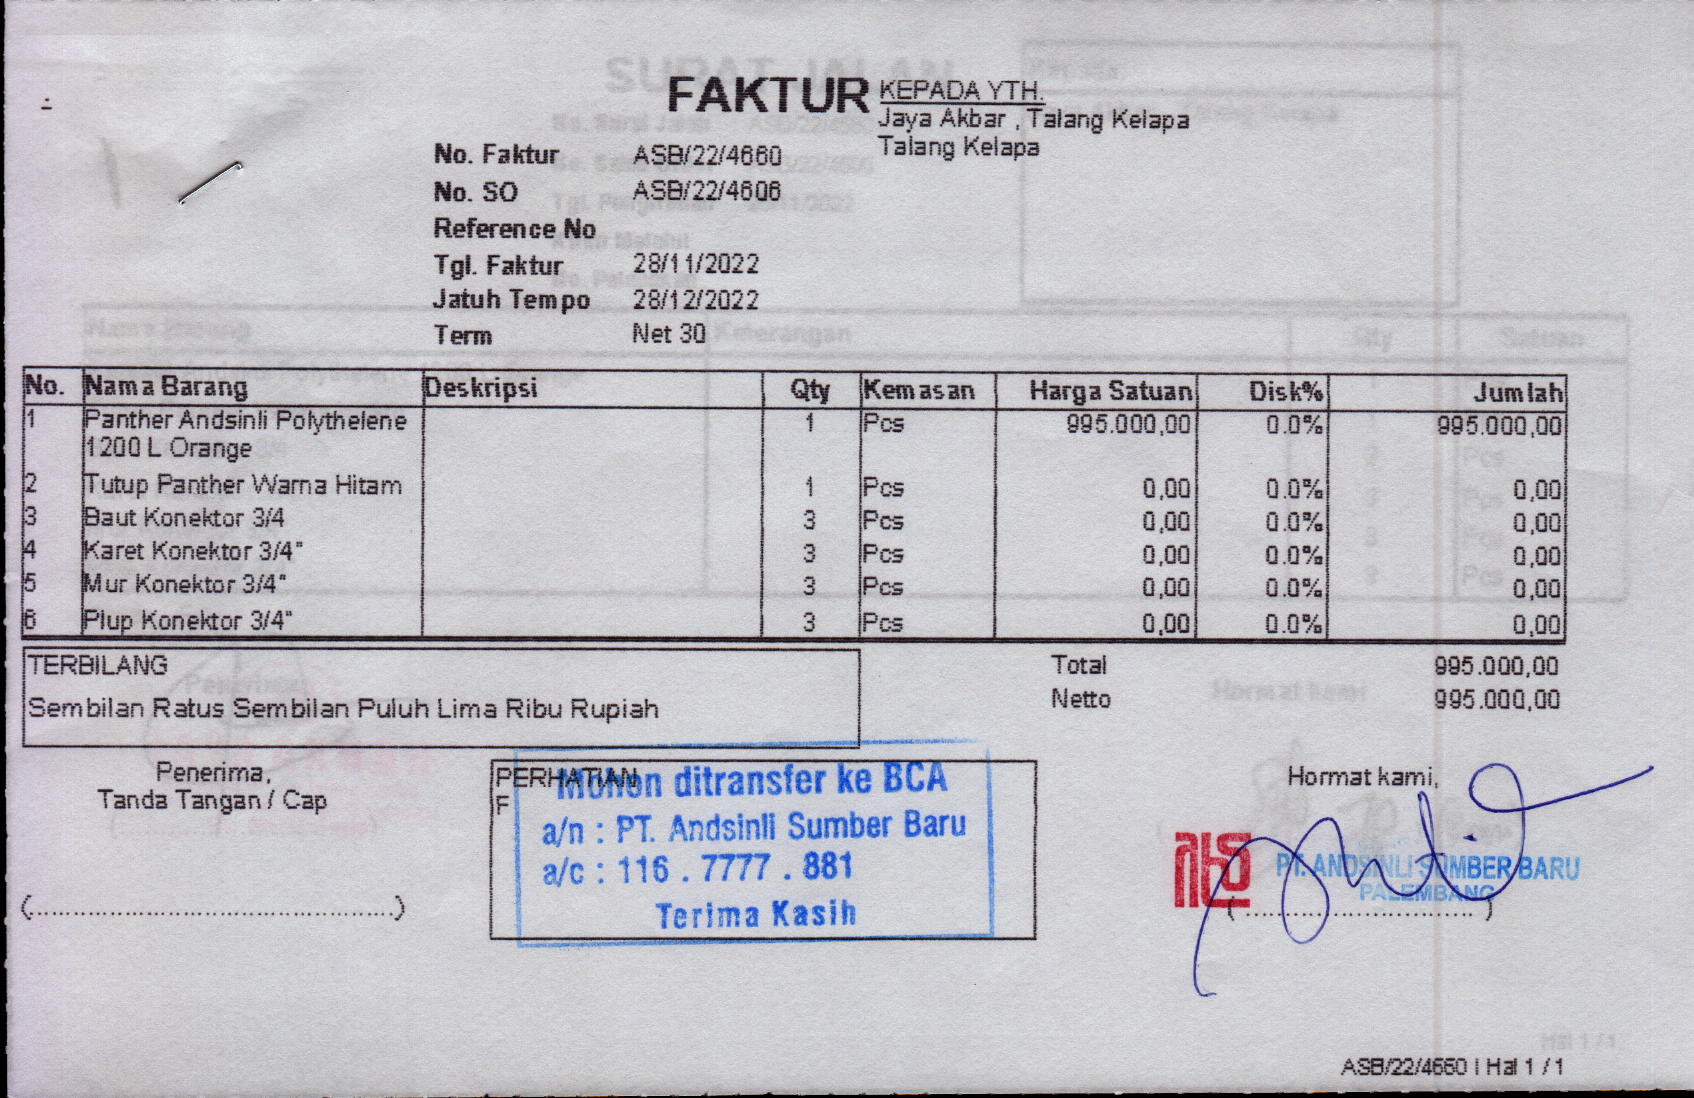 FAKTUR
KEPADA YTH.
Jaya Akbar , Talang Kelapa
Talang Kelapa
No. Faktur ASB/22/4660
No. SO ASB/22/4606
Reference No
Tgl. Faktur 28/11/2022
Jatuh Tempo 28/12/2022
Term Net 30
No. Nama Barang Deskripsi Qty Kemasan Harga Satuan Disk% Jumlah
1 Panther Andsinli Polythelene 1 Pcs 995.000,00 0.0% 995.000,00
1200 L Orange
2 Tutup Panther Warna Hitam 1 Pcs 0,00 0.0% 0,00
3 Baut Konektor 3/4 3 Pcs 0,00 0.0% 0,00
4 Karet Konektor 3/4" 3 Pcs 0,00 0.0% 0,00
5 Mur Konektor 3/4" 3 Pcs 0,00 0.0% 0,00
6 Plup Konektor 3/4" 3 Pcs 0,00 0.0% 0,00
TERBILANG
Sembilan Ratus Sembilan Puluh Lima Ribu Rupiah
Total 995.000,00
Netto 995.000,00
Penerima,
Tanda Tangan / Cap
(..............................................)
PERHATIAN
F
Mohon ditransfer ke BCA
a/n : PT. Andsinli Sumber Baru
a/c : 116 . 7777 . 881
Terima Kasih
Hormat kami,
PT. ANDSINLI SUMBER BARU
PALEMBANG
( .............................. )
ASB/22/4660 | Hal 1 / 1